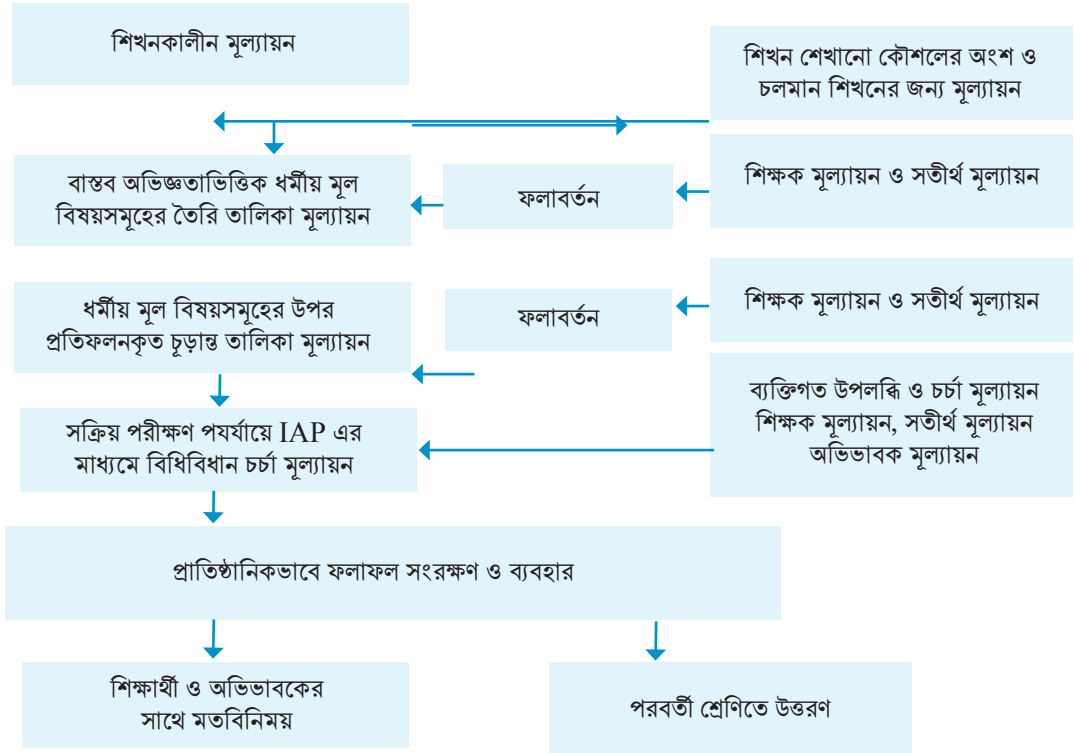 শিখনকালীন মূল্যায়ন
শিখন শেখানো কৌশলের অংশ ও
চলমান শিখনের জন্য মূল্যায়ন
বাস্তব অভিজ্ঞতাভিত্তিক ধর্মীয় মূল
বিষয়সমূহের তৈরি তালিকা মূল্যায়ন
ফলাবর্তন
শিক্ষক মূল্যায়ন ও সতীর্থ মূল্যায়ন
ধর্মীয় মূল বিষয়সমূহের উপর
প্রতিফলনকৃত চূড়ান্ত তালিকা মূল্যায়ন
ফলাবর্তন
শিক্ষক মূল্যায়ন ও সতীর্থ মূল্যায়ন
সক্রিয় পরীক্ষণ পযর্যায়ে IAP এর
মাধ্যমে বিধিবিধান চর্চা মূল্যায়ন
ব্যক্তিগত উপলব্ধি ও চর্চা মূল্যায়ন
শিক্ষক মূল্যায়ন, সতীর্থ মূল্যায়ন
অভিভাবক মূল্যায়ন
প্রাতিষ্ঠানিকভাবে ফলাফল সংরক্ষণ ও ব্যবহার
শিক্ষার্থী ও অভিভাবকের
সাথে মতবিনিময়
পরবর্তী শ্রেণিতে উত্তরণ